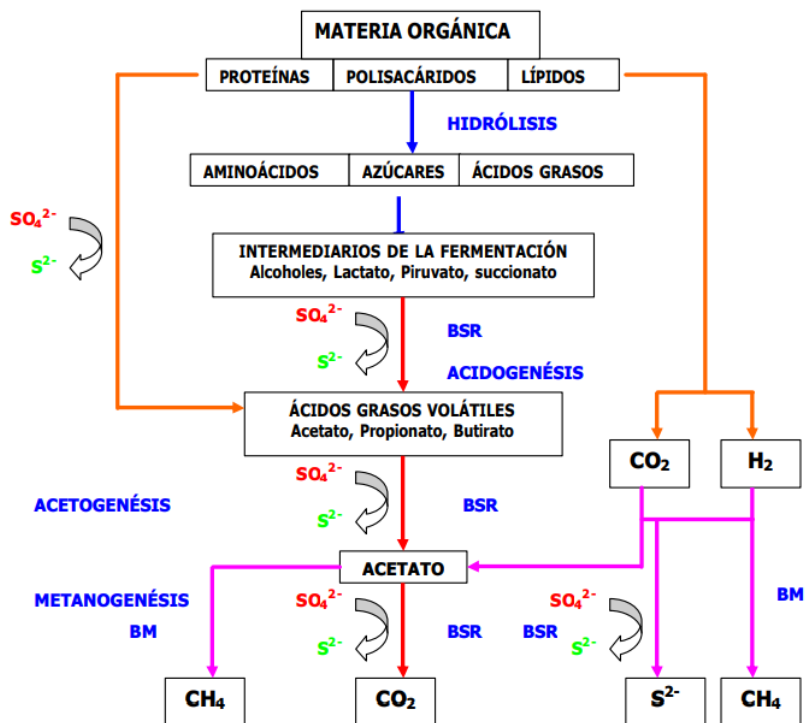 MATERIA ORGÁNICA
PROTEÍNAS POLISACÁRIDOS LÍPIDOS
HIDRÓLISIS
AMINOÁCIDOS AZÚCARES ÁCIDOS GRASOS
SO₄²⁻
S²⁻
INTERMEDIARIOS DE LA FERMENTACIÓN
Alcoholes, Lactato, Piruvato, succionato
SO₄²⁻
BSR
S²⁻
ACIDOGENÉSIS
ÁCIDOS GRASOS VOLÁTILES
Acetato, Propionato, Butirato
CO₂ H₂
SO₄²⁻
ACETOGENÉSIS
BSR
S²⁻
ACETATO
METANOGENÉSIS
BM
SO₄²⁻
S²⁻
BSR
BSR
SO₄²⁻
S²⁻
BM
CH₄ CO₂ S²⁻ CH₄